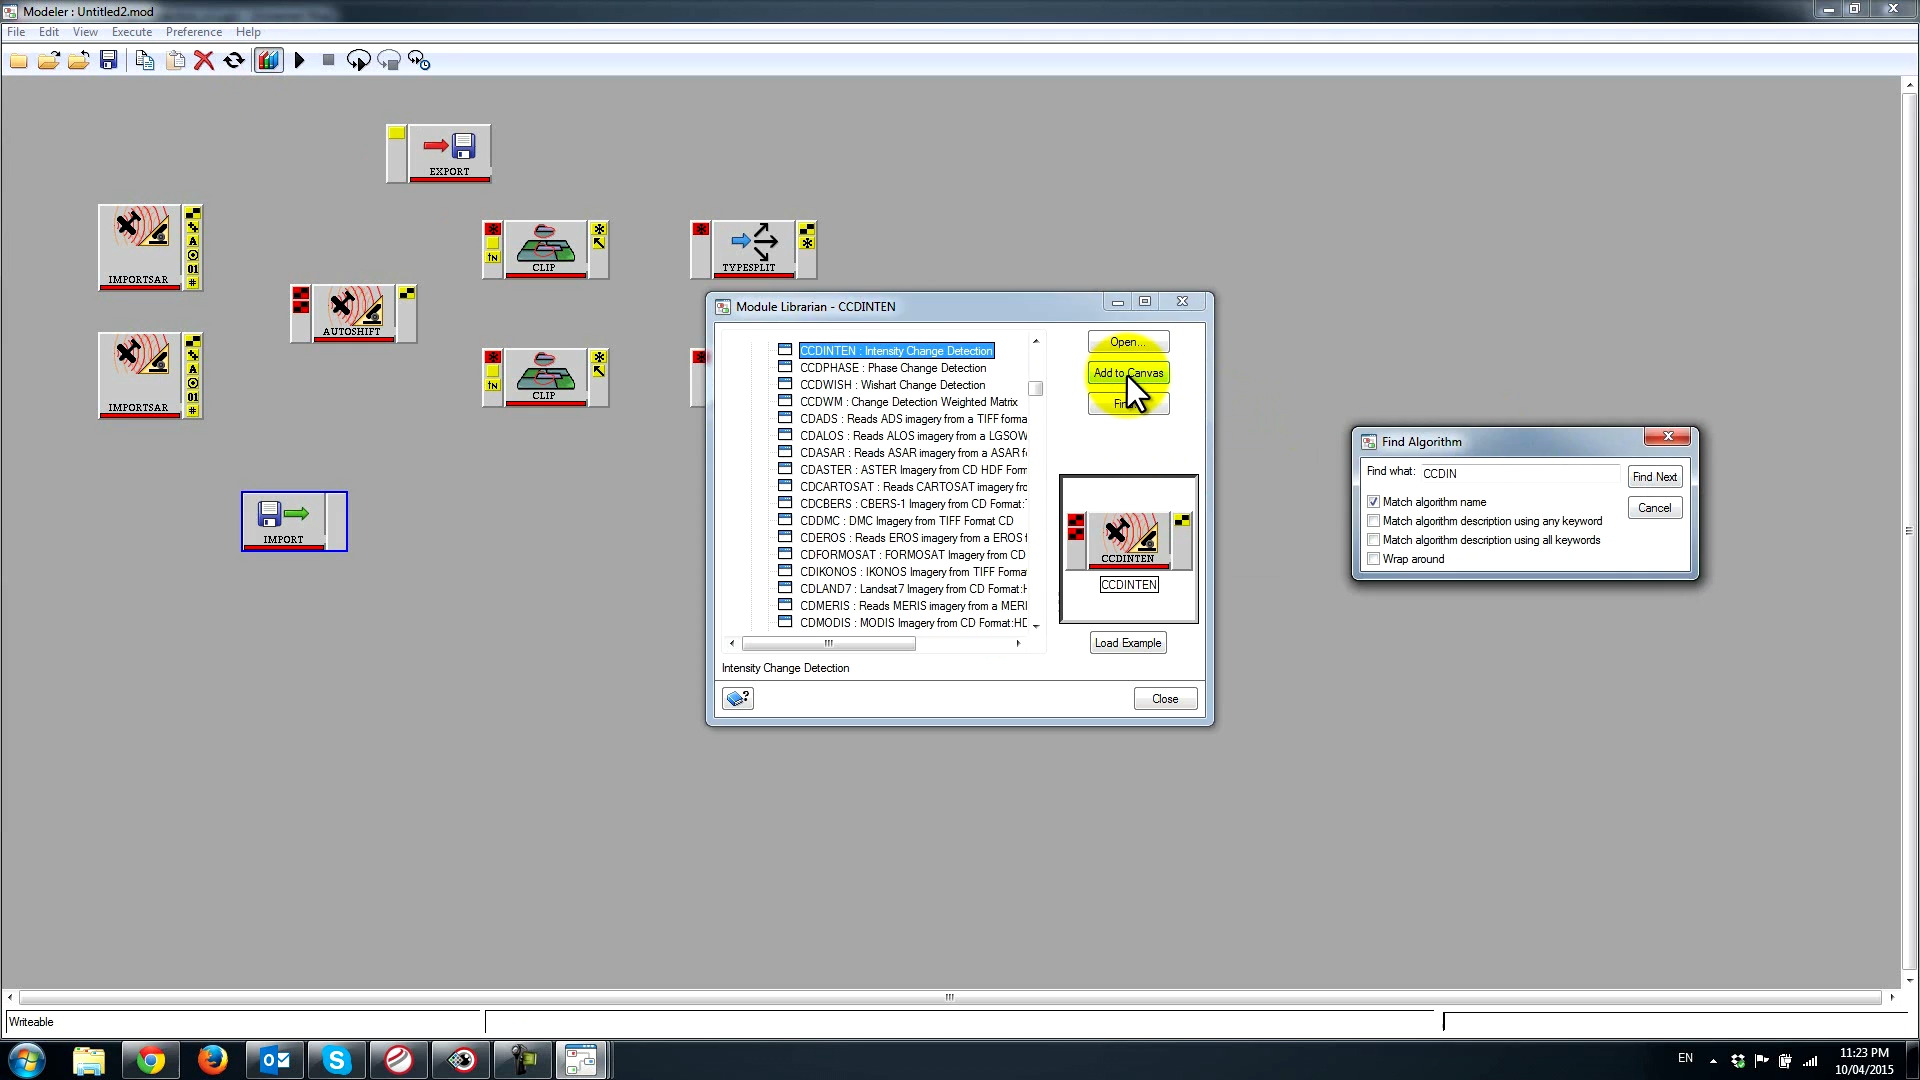 Modeler : Untitled2.mod
File Edit View Execute Preference Help
EXPORT
IMPORTSAR
CLIP
TYPESPLIT
AUTOSHIFT
IMPORTSAR
CLIP
IMPORT
Module Librarian - CCDINTEN
CCDINTEN : Intensity Change Detection
CCDPHASE : Phase Change Detection
CCDWISH : Wishart Change Detection
CCDWM : Change Detection Weighted Matrix
CDADS : Reads ADS imagery from a TIFF forma
CDALOS : Reads ALOS imagery from a LGSOW
CDASAR : Reads ASAR imagery from a ASAR f
CDASTER : ASTER Imagery from CD HDF Form
CDCARTOSAT : Reads CARTOSAT imagery fro
CDCBERS : CBERS-1 Imagery from CD Format:
CDDMC : DMC Imagery from TIFF Format CD
CDEROS : Reads EROS imagery from a EROS
CDFORMOSAT : FORMOSAT Imagery from CD
CDIKONOS : IKONOS Imagery from TIFF Forma
CDLAND7 : Landsat7 Imagery from CD Format:H
CDMERIS : Reads MERIS imagery from a MERI
CDMODIS : MODIS Imagery from CD Format:HD
Open...
Add to Canvas
CCDINTEN
CCDINTEN
Load Example
Intensity Change Detection
Close
Find Algorithm
Find what: CCDIN
Find Next
Match algorithm name
Cancel
Match algorithm description using any keyword
Match algorithm description using all keywords
Wrap around
Writeable
EN
11:23 PM
10/04/2015